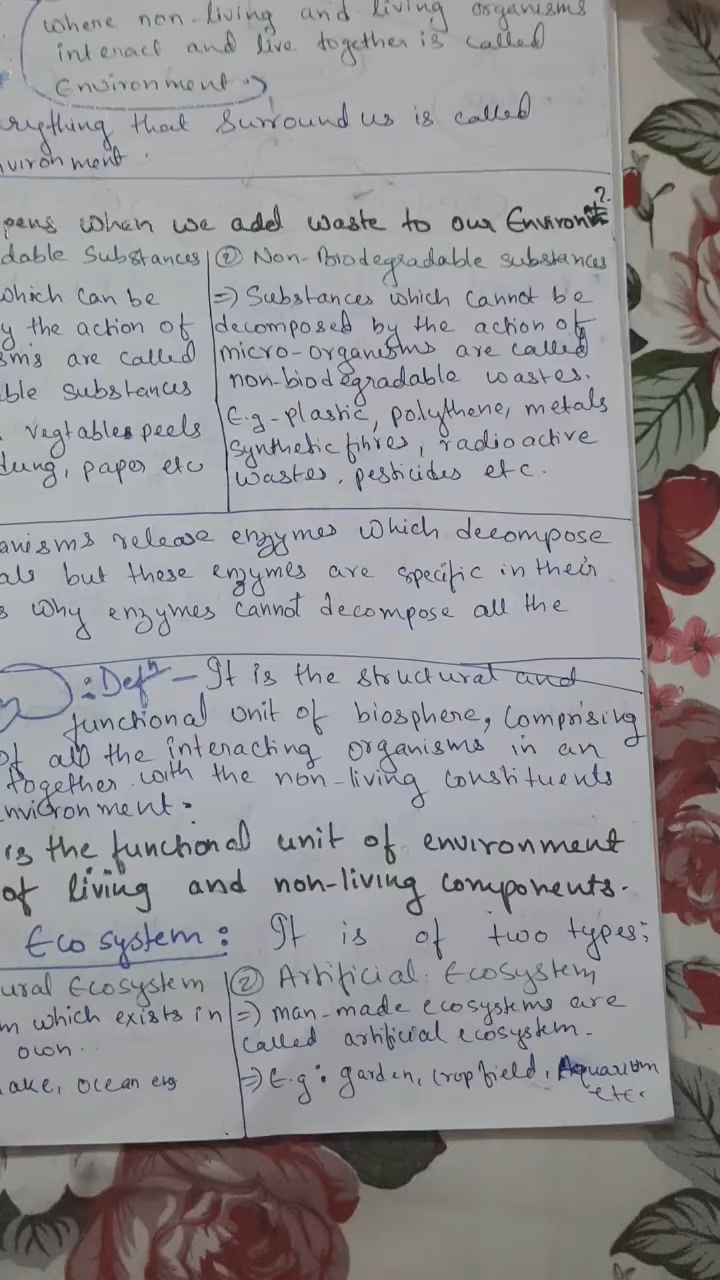 where non-living and living organisms
interact and live together is called
Environment.
erything that surround us is called
nvironment.
pens when we add waste to our Environ
?
dable Substances
which can be
y the action of
sms are called
able substances
vegtables peels
dung, paper etc
② Non-Biodegradable substances
=> Substances which cannot be
decomposed by the action of
micro-organisms are called
non-biodegradable wastes.
E.g - plastic, polythene, metals
synthetic fibres, radioactive
wastes, pesticides etc.
anisms release enzymes which decompose
als but these enzymes are specific in their
s why enzymes cannot decompose all the
: Defⁿ - It is the structural and
functional unit of biosphere, comprising
of all the interacting organisms in an
together with the non-living constituents
nvironment.
is the functional unit of environment
of living and non-living components.
Ecosystem: It is of two types;
ural Ecosystem
m which exists in
own.
lake, ocean
② Artificial Ecosystem
=> man-made ecosystems are
called artificial ecosystem.
=> E.g: garden, crop field, Aquarium
etc.